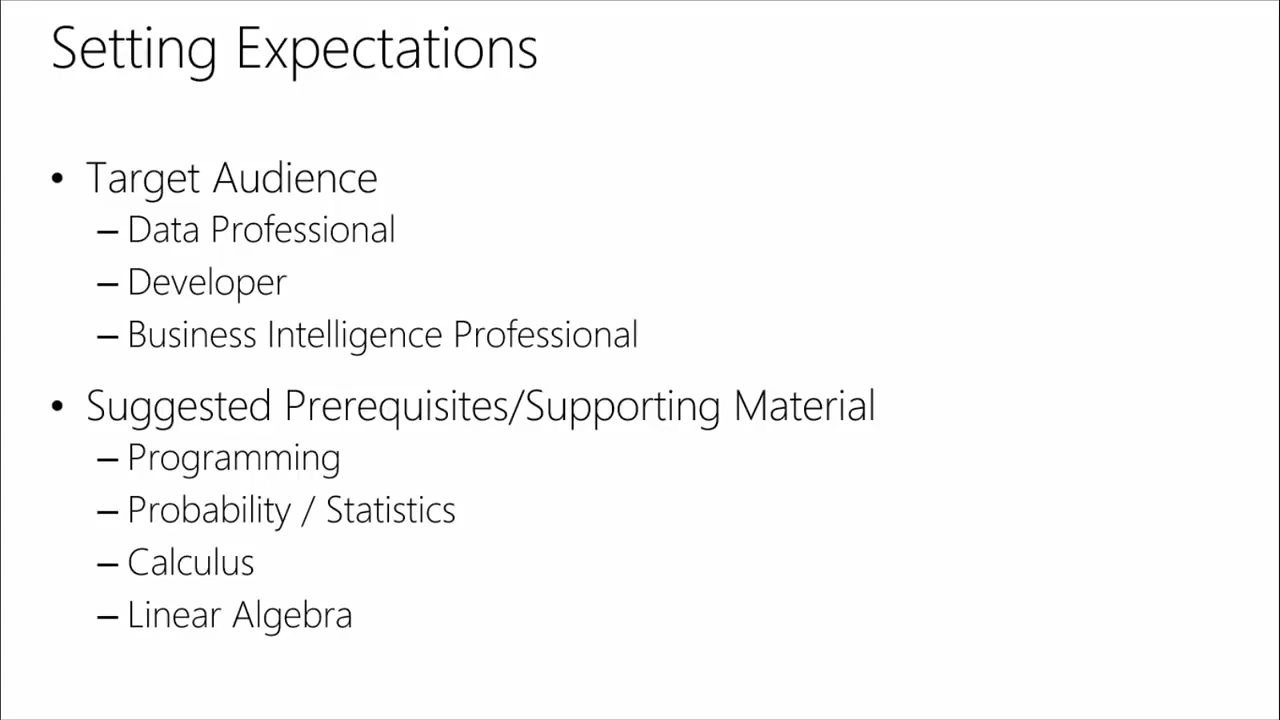 Setting Expectations
• Target Audience
– Data Professional
– Developer
– Business Intelligence Professional
• Suggested Prerequisites/Supporting Material
– Programming
– Probability / Statistics
– Calculus
– Linear Algebra